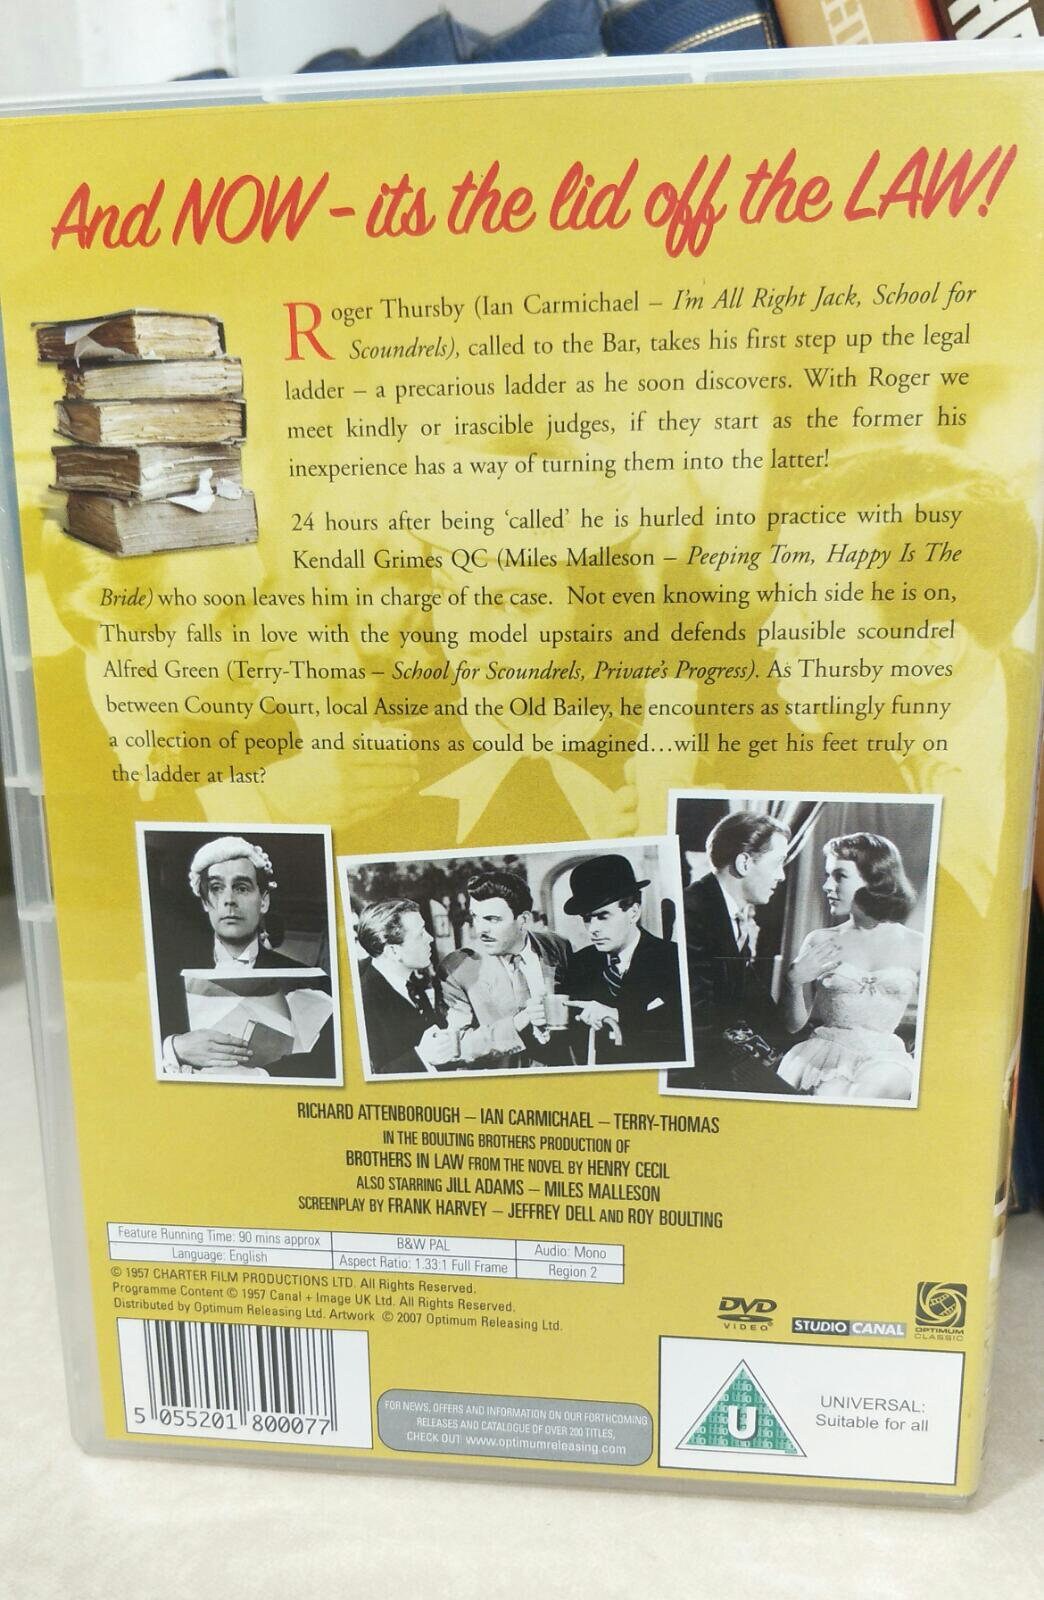 And NOW - its the lid off the LAW!
Roger Thursby (Ian Carmichael – I'm All Right Jack, School for
Scoundrels), called to the Bar, takes his first step up the legal
ladder – a precarious ladder as he soon discovers. With Roger we
meet kindly or irascible judges, if they start as the former his
inexperience has a way of turning them into the latter!
24 hours after being ‘called’ he is hurled into practice with busy
Kendall Grimes QC (Miles Malleson – Peeping Tom, Happy Is The
Bride) who soon leaves him in charge of the case. Not even knowing which side he is on,
Thursby falls in love with the young model upstairs and defends plausible scoundrel
Alfred Green (Terry-Thomas – School for Scoundrels, Private's Progress). As Thursby moves
between County Court, local Assize and the Old Bailey, he encounters as startlingly funny
a collection of people and situations as could be imagined...will he get his feet truly on
the ladder at last?
RICHARD ATTENBOROUGH – IAN CARMICHAEL – TERRY-THOMAS
IN THE BOULTING BROTHERS PRODUCTION OF
BROTHERS IN LAW FROM THE NOVEL BY HENRY CECIL
ALSO STARRING JILL ADAMS – MILES MALLESON
SCREENPLAY BY FRANK HARVEY – JEFFREY DELL AND ROY BOULTING
Feature Running Time: 90 mins approx B&W PAL Audio: Mono
Language: English Aspect Ratio: 1.33:1 Full Frame Region 2
© 1957 CHARTER FILM PRODUCTIONS LTD. All Rights Reserved.
Programme Content © 1957 Canal + Image UK Ltd. All Rights Reserved.
Distributed by Optimum Releasing Ltd. Artwork © 2007 Optimum Releasing Ltd.
DVD
VIDEO
STUDIO CANAL
OPTIMUM
CLASSIC
5 055201 800077
FOR NEWS, OFFERS AND INFORMATION ON OUR FORTHCOMING
RELEASES AND CATALOGUE OF OVER 200 TITLES,
CHECK OUT: www.optimumreleasing.com
U
UNIVERSAL:
Suitable for all